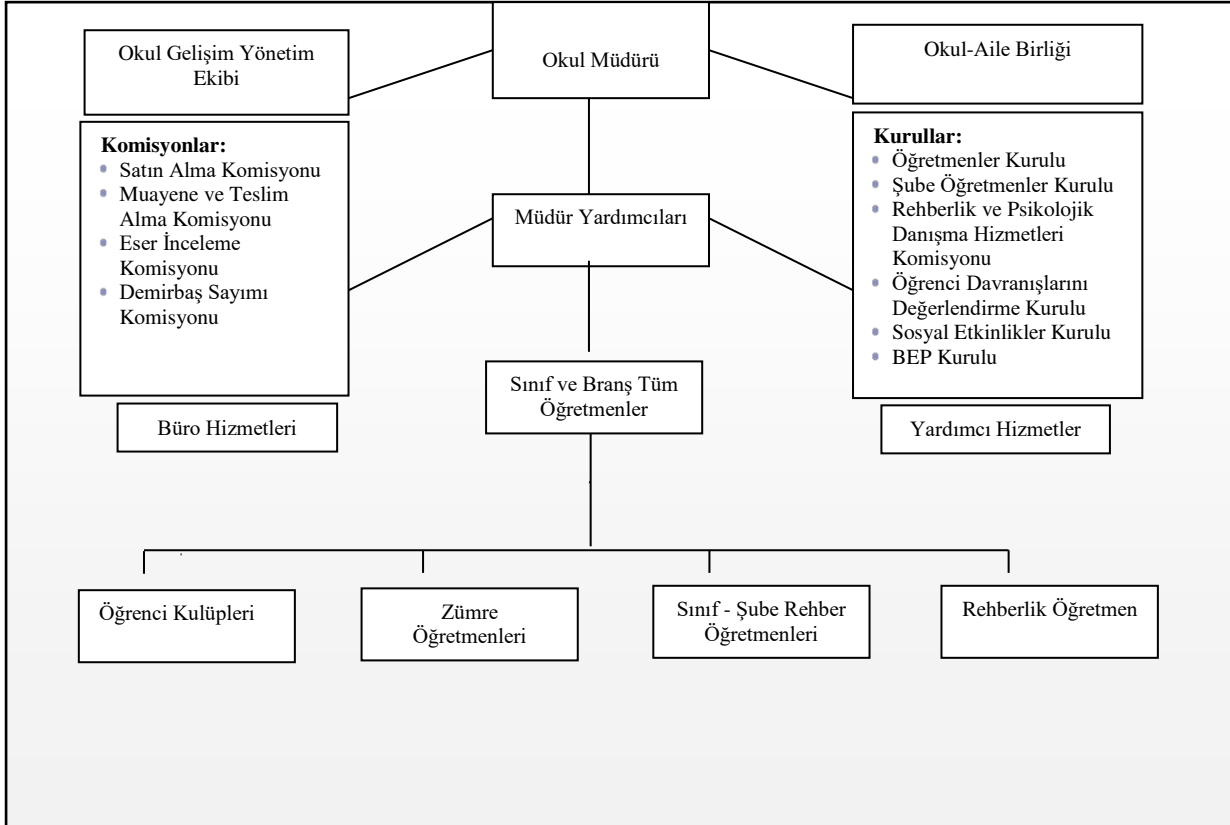 Okul Gelişim Yönetim
Ekibi
Okul Müdürü
Okul-Aile Birliği
Komisyonlar:
Satın Alma Komisyonu
Muayene ve Teslim
Alma Komisyonu
Eser İnceleme
Komisyonu
Demirbaş Sayımı
Komisyonu
Müdür Yardımcıları
Kurullar:
Öğretmenler Kurulu
Şube Öğretmenler Kurulu
Rehberlik ve Psikolojik
Danışma Hizmetleri
Komisyonu
Öğrenci Davranışlarını
Değerlendirme Kurulu
Sosyal Etkinlikler Kurulu
BEP Kurulu
Sınıf ve Branş Tüm
Öğretmenler
Büro Hizmetleri
Yardımcı Hizmetler
Öğrenci Kulüpleri
Zümre
Öğretmenleri
Sınıf - Şube Rehber
Öğretmenleri
Rehberlik Öğretmen